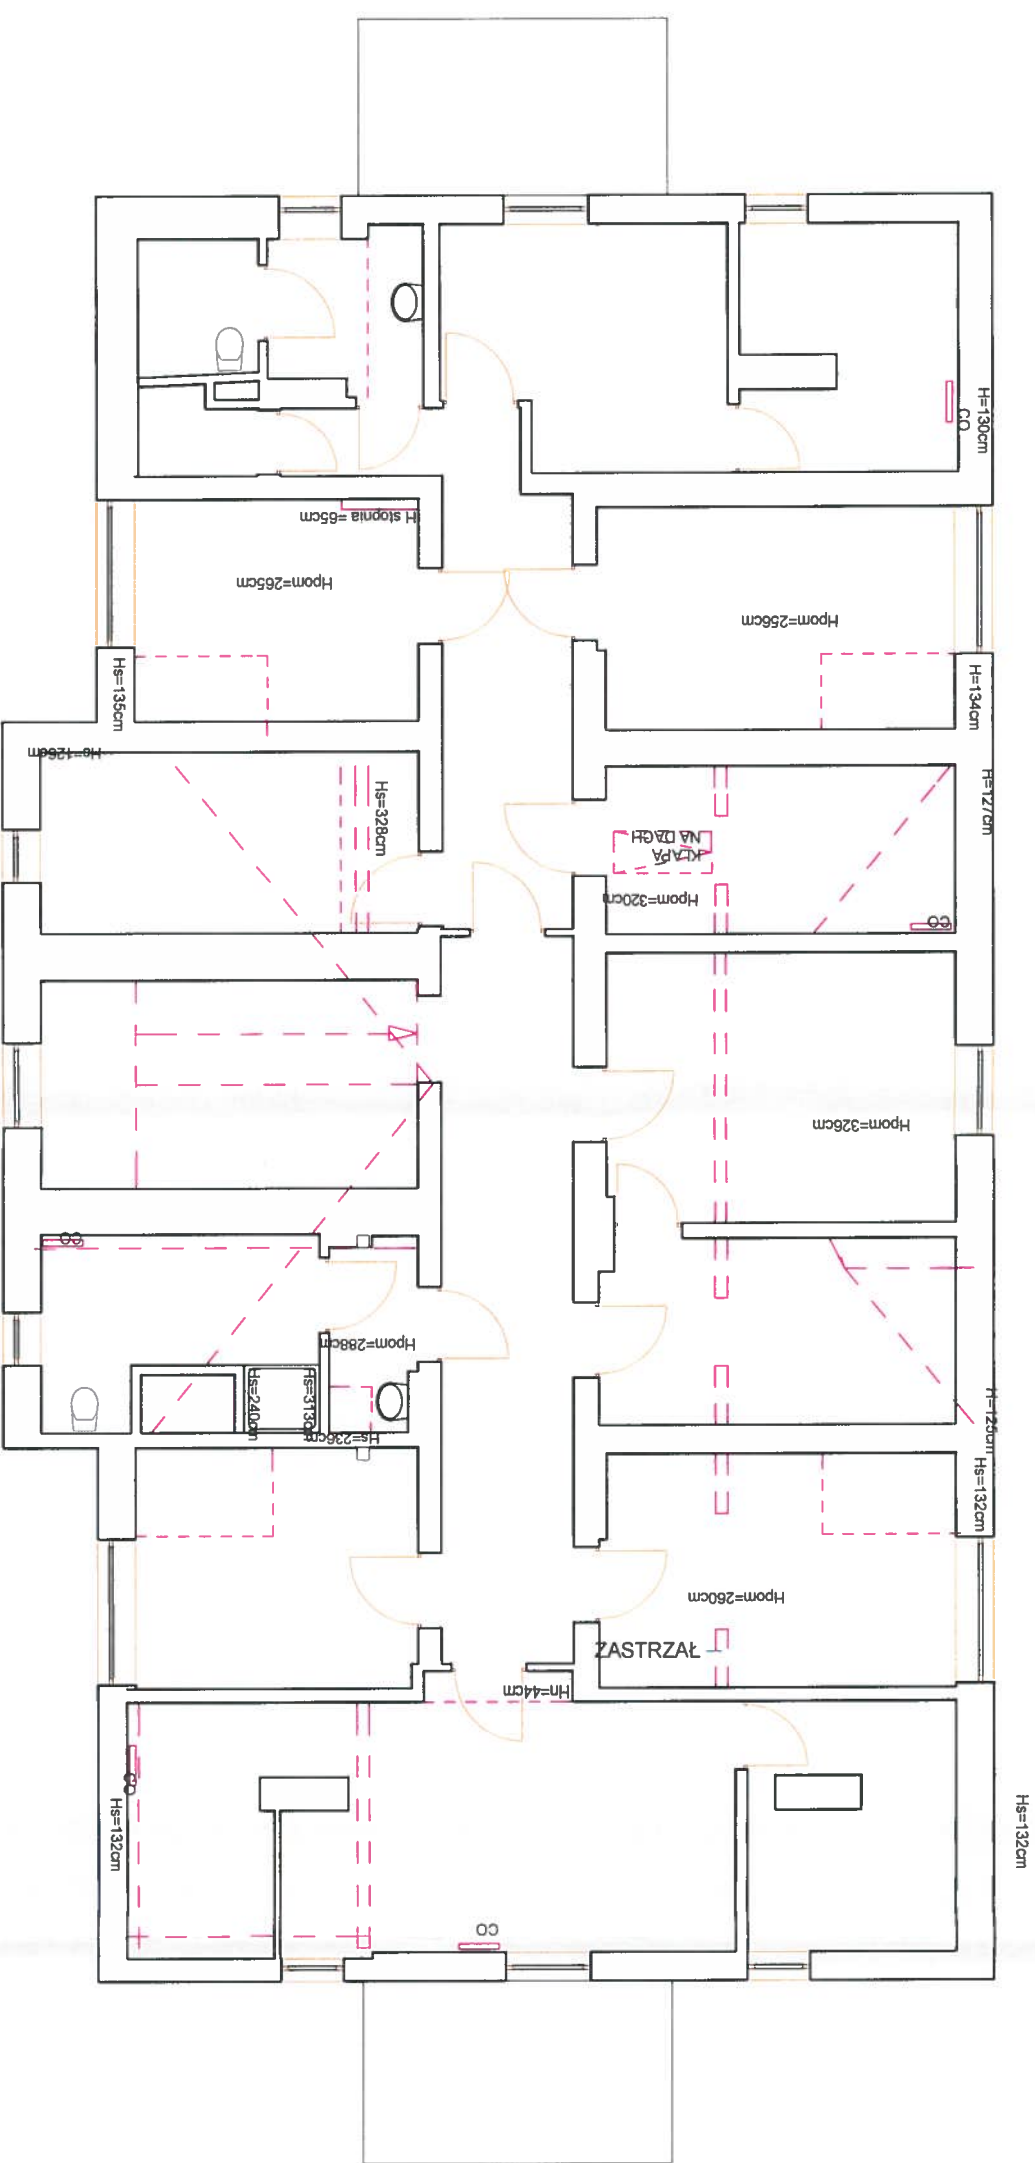 H=130cm
CO
H stopnia =65cm
Hpom=265cm
Hpom=256cm
Hs=135cm
H=134cm
Hs=126cm
H=127cm
Hs=328cm
KLAPA
NA DACH
Hpom=320cm
CO
Hpom=326cm
CO
Hpom=288cm
Hs=240cm
Hs=313cm
Hs=236cm
H=125cm
Hs=132cm
Hpom=260cm
ZASTRZAŁ
Hn=44cm
CO
Hs=132cm
Hs=132cm
CO